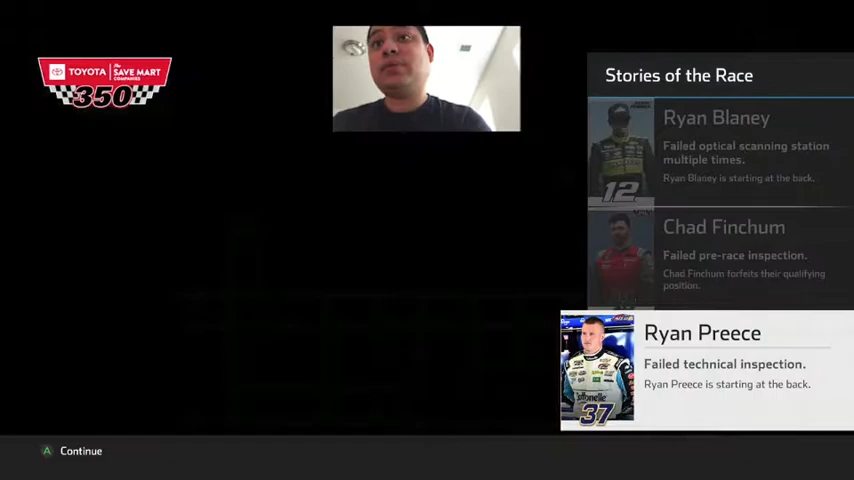 TOYOTA
The
SAVE MART
COMPANIES
350
Stories of the Race
Ryan Blaney
Failed optical scanning station
multiple times.
Ryan Blaney is starting at the back.
12
Chad Finchum
Failed pre-race inspection.
Chad Finchum forfeits their qualifying
position.
Ryan Preece
Failed technical inspection.
Ryan Preece is starting at the back.
37
A Continue